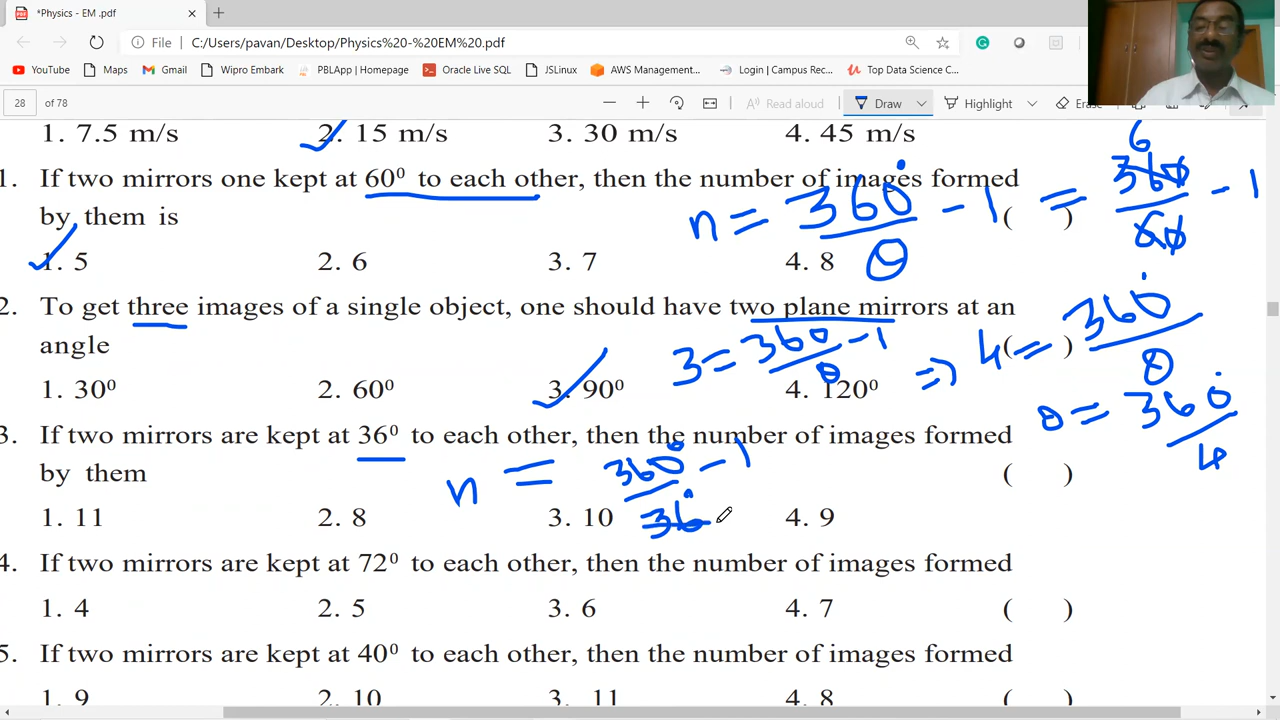 *Physics - EM .pdf
File C:/Users/pavan/Desktop/Physics%20-%20EM%20.pdf
YouTube Maps Gmail Wipro Embark PBLApp | Homepage Oracle Live SQL JSLinux AWS Management... Login | Campus Rec... Top Data Science C...
28 of 78 Read aloud Draw Highlight Erase
1. 7.5 m/s 2. 15 m/s 3. 30 m/s 4. 45 m/s
1. If two mirrors one kept at 60⁰ to each other, then the number of images formed
by them is ( )
n = 360°/θ - 1 = 360/60 - 1
6
1. 5 2. 6 3. 7 4. 8
2. To get three images of a single object, one should have two plane mirrors at an
angle ( )
3 = 360/θ - 1 => 4 = 360°/θ
1. 30⁰ 2. 60⁰ 3. 90⁰ 4. 120⁰
θ = 360°/4
3. If two mirrors are kept at 36⁰ to each other, then the number of images formed
by them ( )
n = 360°/36° - 1
1. 11 2. 8 3. 10 4. 9
4. If two mirrors are kept at 72⁰ to each other, then the number of images formed
1. 4 2. 5 3. 6 4. 7 ( )
5. If two mirrors are kept at 40⁰ to each other, then the number of images formed
1. 9 2. 10 3. 11 4. 8 ( )